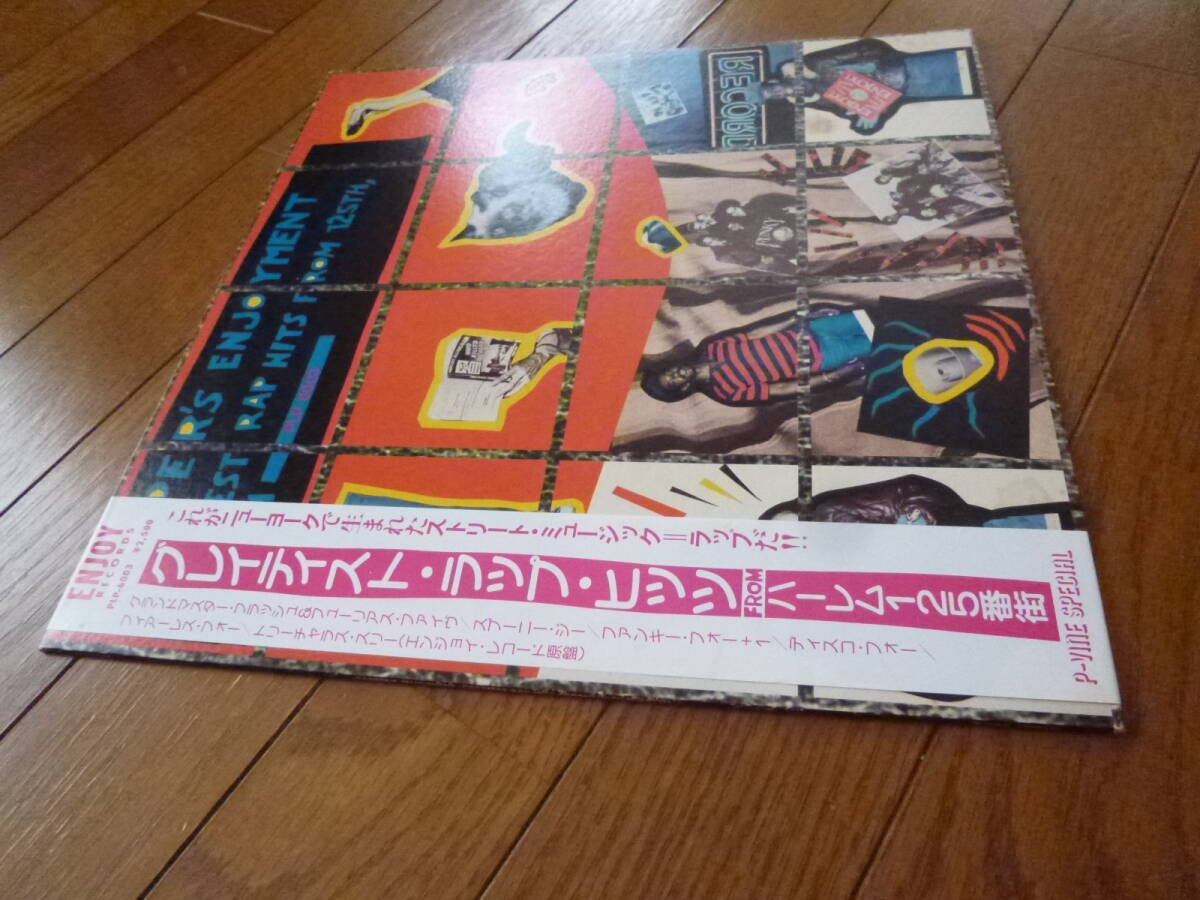 RECORD
R'S ENJOYMENT
EST RAP HITS FROM 125TH,
ENJOY
RECORDS
PLP-6003 ¥2,500
これがニューヨークで生まれたストリート・ミュージック＝ラップだ!!
グレイテスト・ラップ・ヒッツ FROM ハーレム125番街
グランドマスター・フラッシュ&フューリアス・ファイヴ/スプーニー・ジー/ファンキー・フォー+1/ディスコ・フォー/
フィアーレス・フォー/トリーチャラス・スリー(エンジョイ・レコード原盤)
P-VINE SPECIAL